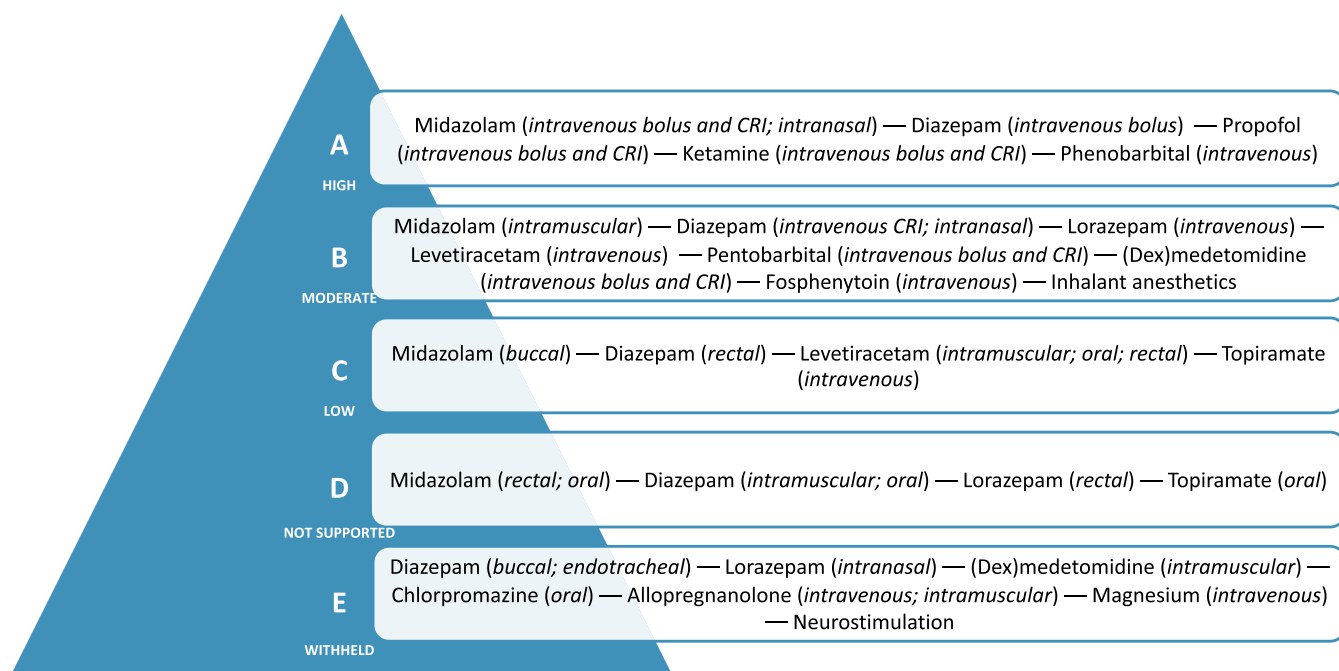 A
HIGH
Midazolam (intravenous bolus and CRI; intranasal) — Diazepam (intravenous bolus) — Propofol
(intravenous bolus and CRI) — Ketamine (intravenous bolus and CRI) — Phenobarbital (intravenous)
B
MODERATE
Midazolam (intramuscular) — Diazepam (intravenous CRI; intranasal) — Lorazepam (intravenous) —
Levetiracetam (intravenous) — Pentobarbital (intravenous bolus and CRI) — (Dex)medetomidine
(intravenous bolus and CRI) — Fosphenytoin (intravenous) — Inhalant anesthetics
C
LOW
Midazolam (buccal) — Diazepam (rectal) — Levetiracetam (intramuscular; oral; rectal) — Topiramate
(intravenous)
D
NOT SUPPORTED
Midazolam (rectal; oral) — Diazepam (intramuscular; oral) — Lorazepam (rectal) — Topiramate (oral)
E
WITHHELD
Diazepam (buccal; endotracheal) — Lorazepam (intranasal) — (Dex)medetomidine (intramuscular) —
Chlorpromazine (oral) — Allopregnanolone (intravenous; intramuscular) — Magnesium (intravenous)
— Neurostimulation